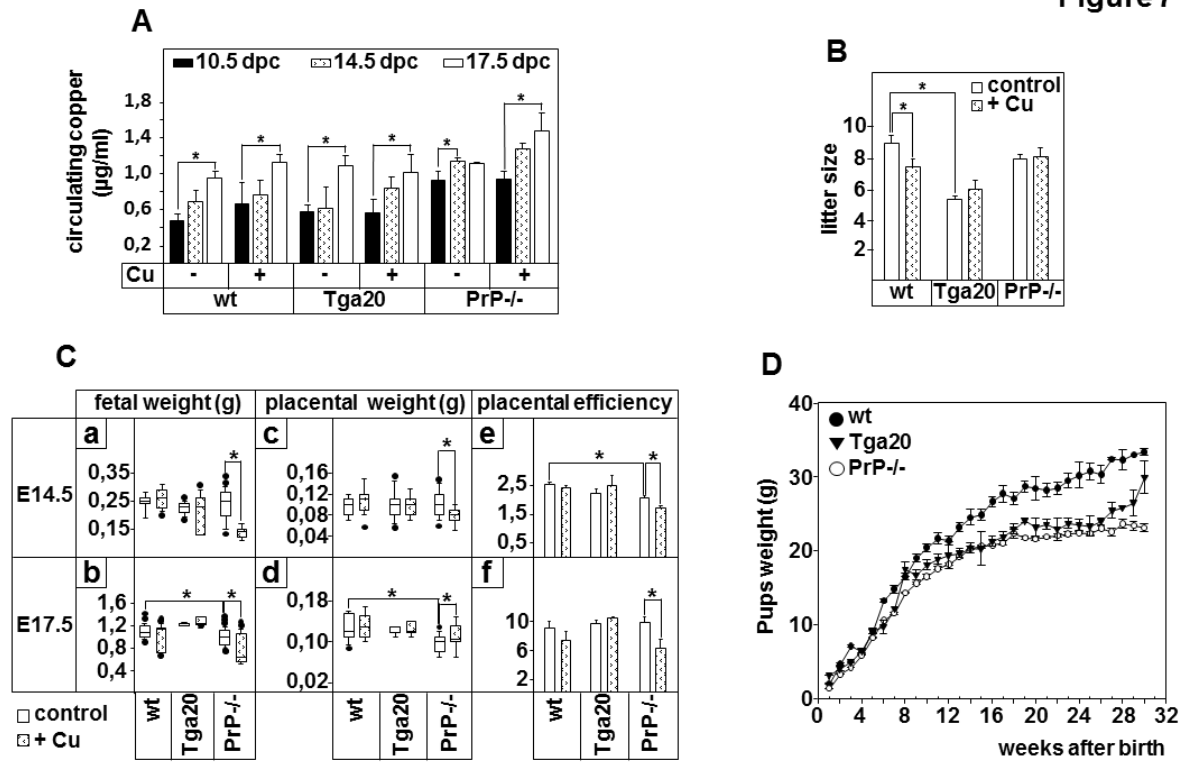 Figure 7
A
10.5 dpc 14.5 dpc 17.5 dpc
circulating copper
(µg/ml)
1,8
1,4
1,0
0,6
0,2
* * * * * *
Cu - + - + - +
wt Tga20 PrP-/-
B
control
+ Cu
*
*
litter size
10
8
6
4
2
wt Tga20 PrP-/-
C
fetal weight (g) placental weight (g) placental efficiency
E14.5
a
0,35
0,25
0,15
*
c
0,16
0,12
0,08
0,04
*
e
2,5
1,5
0,5
* *
E17.5
b
1,6
1,2
0,8
0,4
* *
d
0,18
0,10
0,02
* *
f
10
6
2
*
control
+ Cu
wt Tga20 PrP-/- wt Tga20 PrP-/- wt Tga20 PrP-/-
D
wt
Tga20
PrP-/-
Pups weight (g)
40
30
20
10
0
0 4 8 12 16 20 24 28 32
weeks after birth